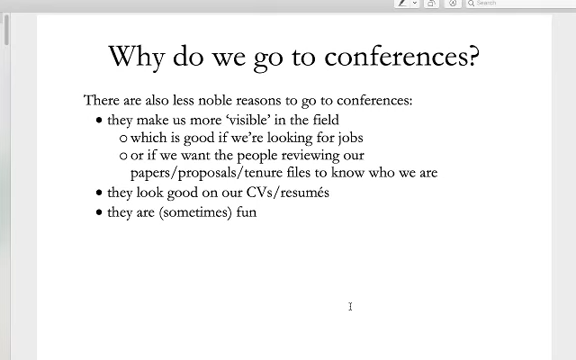 Search
Why do we go to conferences?
There are also less noble reasons to go to conferences:
• they make us more ‘visible’ in the field
o which is good if we’re looking for jobs
o or if we want the people reviewing our
papers/proposals/tenure files to know who we are
• they look good on our CVs/resumés
• they are (sometimes) fun